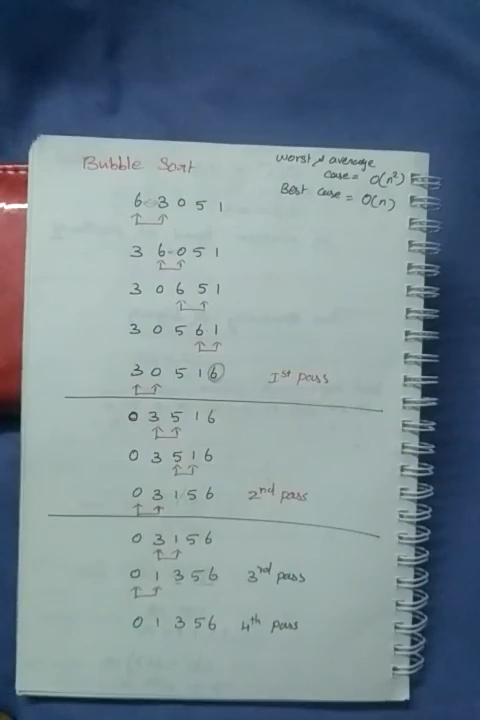 Bubble Sort
worst & average
case = O(n²)
Best case = O(n)
6 3 0 5 1
3 6 0 5 1
3 0 6 5 1
3 0 5 6 1
3 0 5 1 6 Ist pass
0 3 5 1 6
0 3 5 1 6
0 3 1 5 6 2nd pass
0 3 1 5 6
0 1 3 5 6 3rd pass
0 1 3 5 6 4th pass